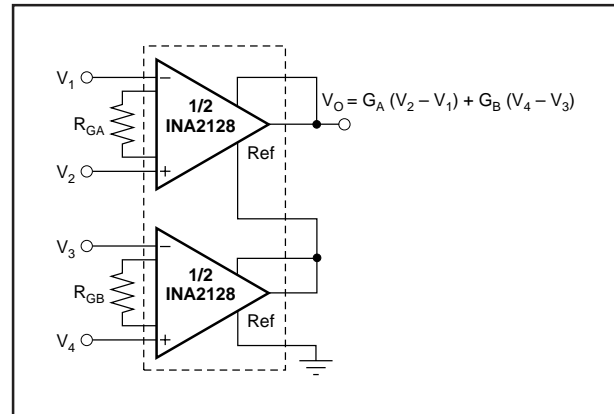 V1
−
1/2
INA2128
VO = GA (V2 – V1) + GB (V4 – V3)
RGA
Ref
V2
+
V3
−
1/2
INA2128
RGB
Ref
V4
+